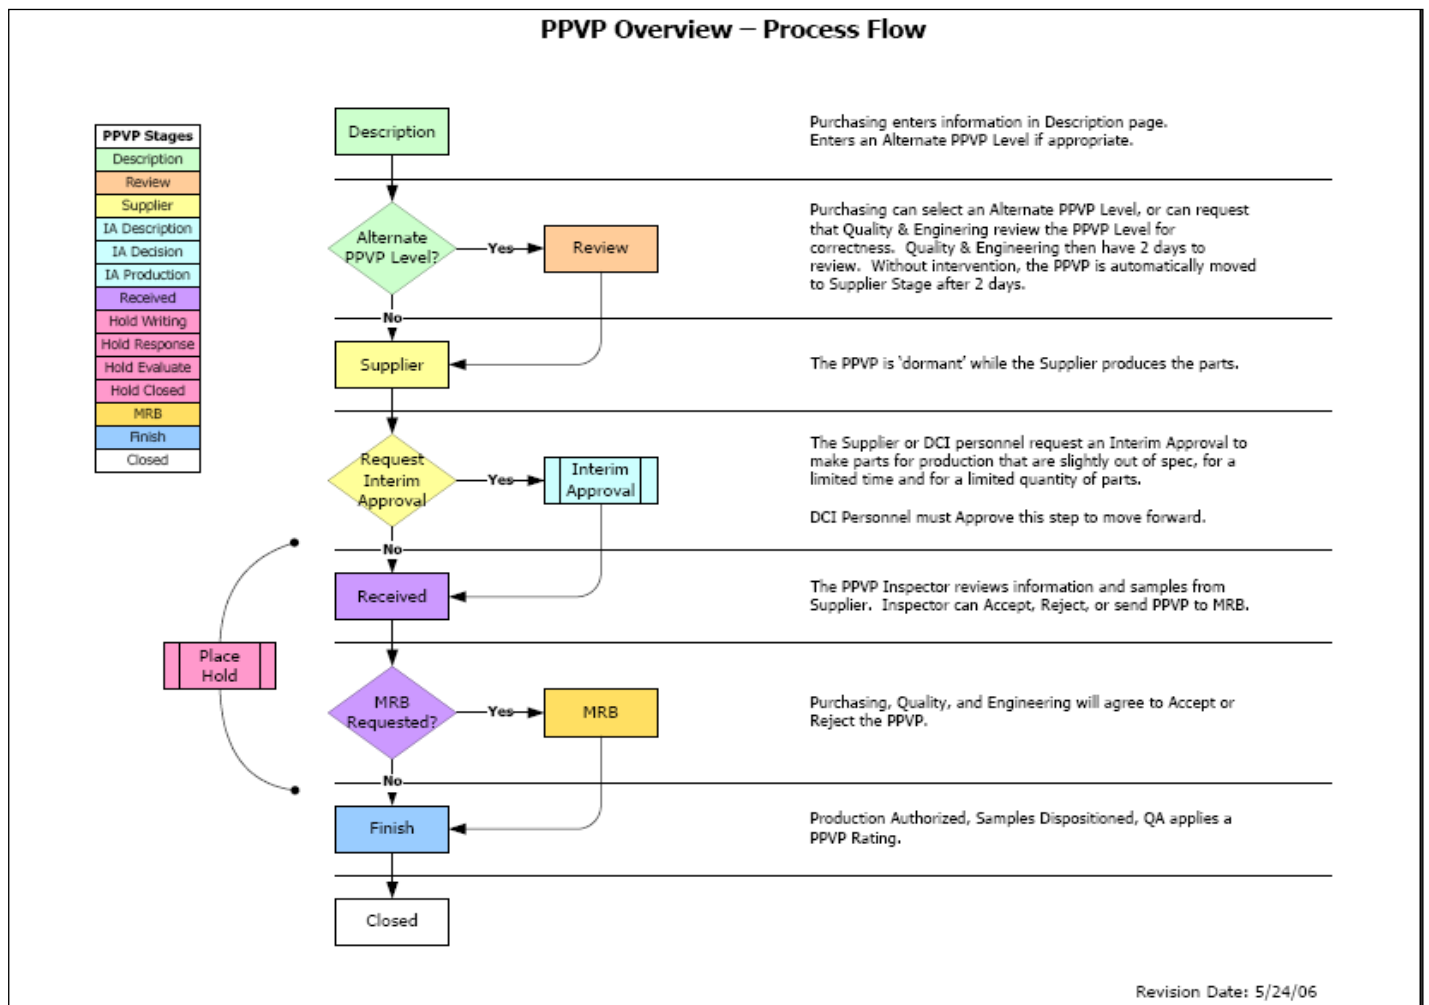 PPVP Overview – Process Flow
PPVP Stages
Description
Review
Supplier
IA Description
IA Decision
IA Production
Received
Hold Writing
Hold Response
Hold Evaluate
Hold Closed
MRB
Finish
Closed
Description
Purchasing enters information in Description page.
Enters an Alternate PPVP Level if appropriate.
Alternate
PPVP Level?
Yes
Review
No
Purchasing can select an Alternate PPVP Level, or can request
that Quality & Enginering review the PPVP Level for
correctness.  Quality & Engineering then have 2 days to
review.  Without intervention, the PPVP is automatically moved
to Supplier Stage after 2 days.
Supplier
The PPVP is ‘dormant’ while the Supplier produces the parts.
Request
Interim
Approval
Yes
Interim
Approval
No
The Supplier or DCI personnel request an Interim Approval to
make parts for production that are slightly out of spec, for a
limited time and for a limited quantity of parts.
DCI Personnel must Approve this step to move forward.
Received
The PPVP Inspector reviews information and samples from
Supplier.  Inspector can Accept, Reject, or send PPVP to MRB.
Place
Hold
MRB
Requested?
Yes
MRB
No
Purchasing, Quality, and Engineering will agree to Accept or
Reject the PPVP.
Finish
Production Authorized, Samples Dispositioned, QA applies a
PPVP Rating.
Closed
Revision Date: 5/24/06